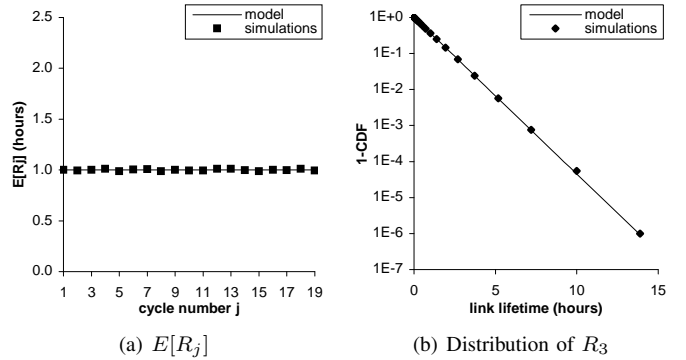 model
simulations
2.5
2.0
1.5
1.0
0.5
0.0
E[Rj] (hours)
1 3 5 7 9 11 13 15 17 19
cycle number j
(a) E[R_j]
model
simulations
1E+0
1E-1
1E-2
1E-3
1E-4
1E-5
1E-6
1E-7
1-CDF
0 5 10 15
link lifetime (hours)
(b) Distribution of R_3